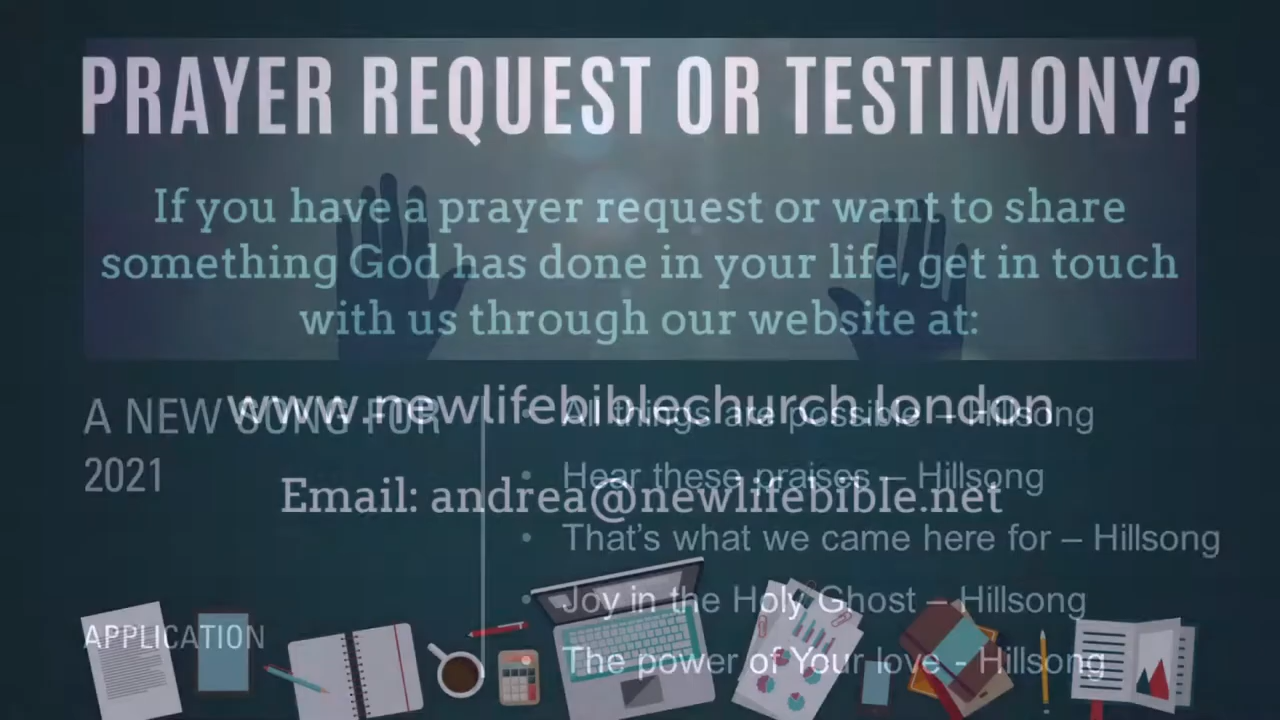 PRAYER REQUEST OR TESTIMONY?
If you have a prayer request or want to share
something God has done in your life, get in touch
with us through our website at:
www.newlifebiblechurch.london
Email: andrea@newlifebible.net
A NEW SONG FOR
2021
APPLICATION
• All things are possible – Hillsong
• Hear these praises – Hillsong
• That's what we came here for – Hillsong
• Joy in the Holy Ghost – Hillsong
• The power of Your love - Hillsong